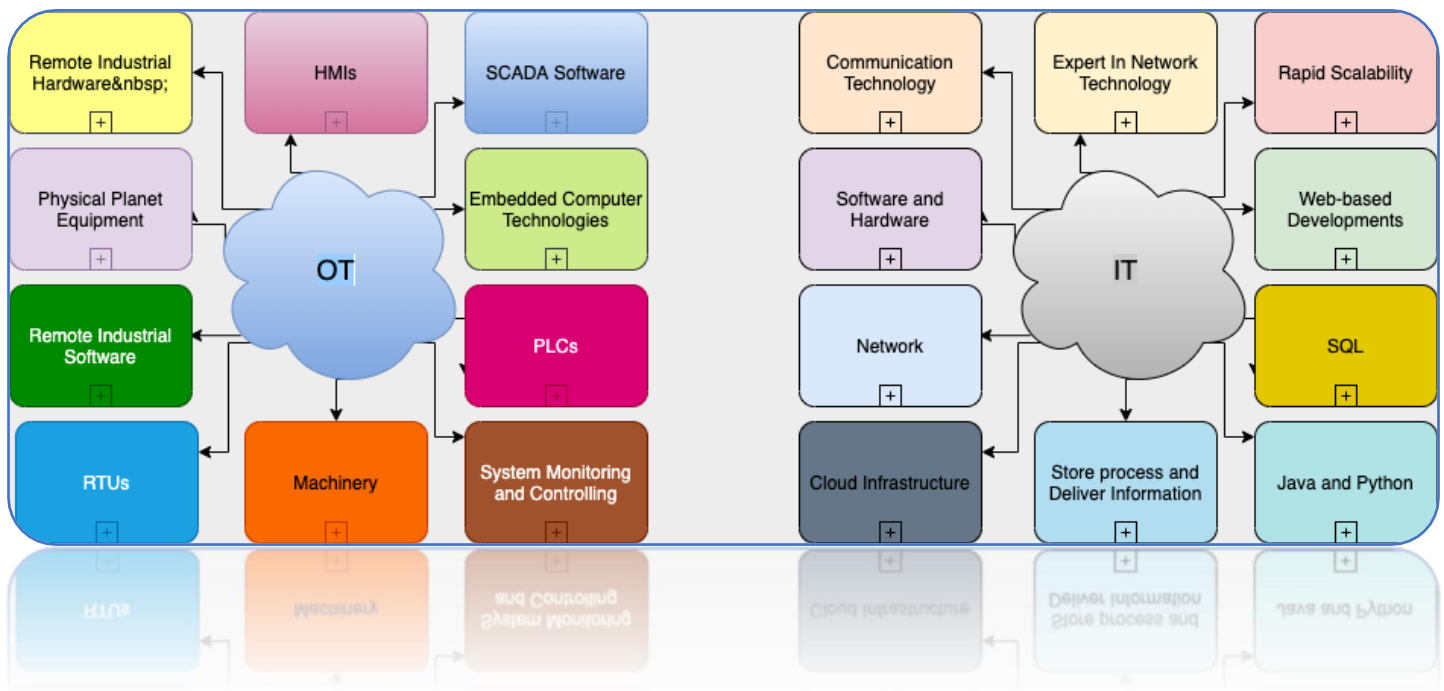 Remote Industrial
Hardware&nbsp;
HMIs
SCADA Software
Physical Planet
Equipment
Embedded Computer
Technologies
OT
Remote Industrial
Software
PLCs
RTUs
Machinery
System Monitoring
and Controlling
Communication
Technology
Expert In Network
Technology
Rapid Scalability
Software and
Hardware
Web-based
Developments
IT
Network
SQL
Cloud Infrastructure
Store process and
Deliver Information
Java and Python